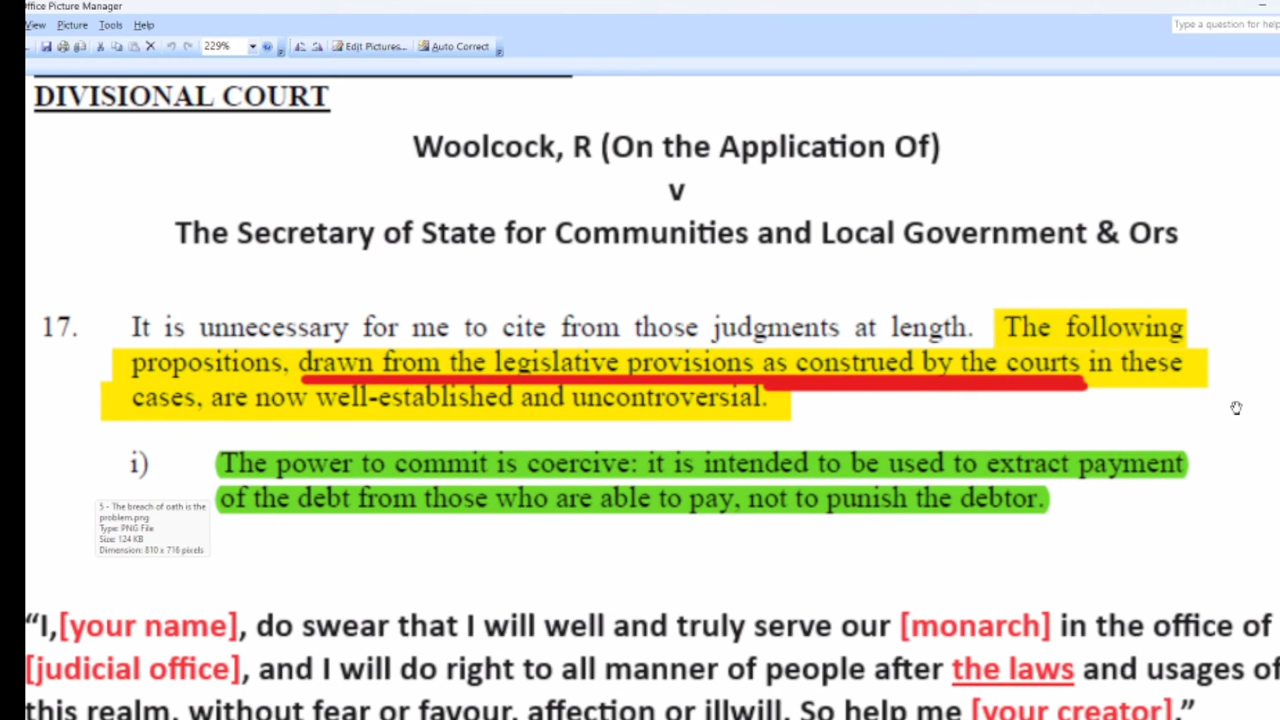 ffice Picture Manager
View Picture Tools Help
Type a question for help
229% Edit Pictures... Auto Correct
DIVISIONAL COURT
Woolcock, R (On the Application Of)
v
The Secretary of State for Communities and Local Government & Ors
17. It is unnecessary for me to cite from those judgments at length. The following
propositions, drawn from the legislative provisions as construed by the courts in these
cases, are now well-established and uncontroversial.
i) The power to commit is coercive: it is intended to be used to extract payment
of the debt from those who are able to pay, not to punish the debtor.
5 - The breach of oath is the
problem.png
Type: PNG File
Size: 124 KB
Dimension: 810 x 716 pixels
“I,[your name], do swear that I will well and truly serve our [monarch] in the office of
[judicial office], and I will do right to all manner of people after the laws and usages of
this realm, without fear or favour, affection or illwill. So help me [your creator].”